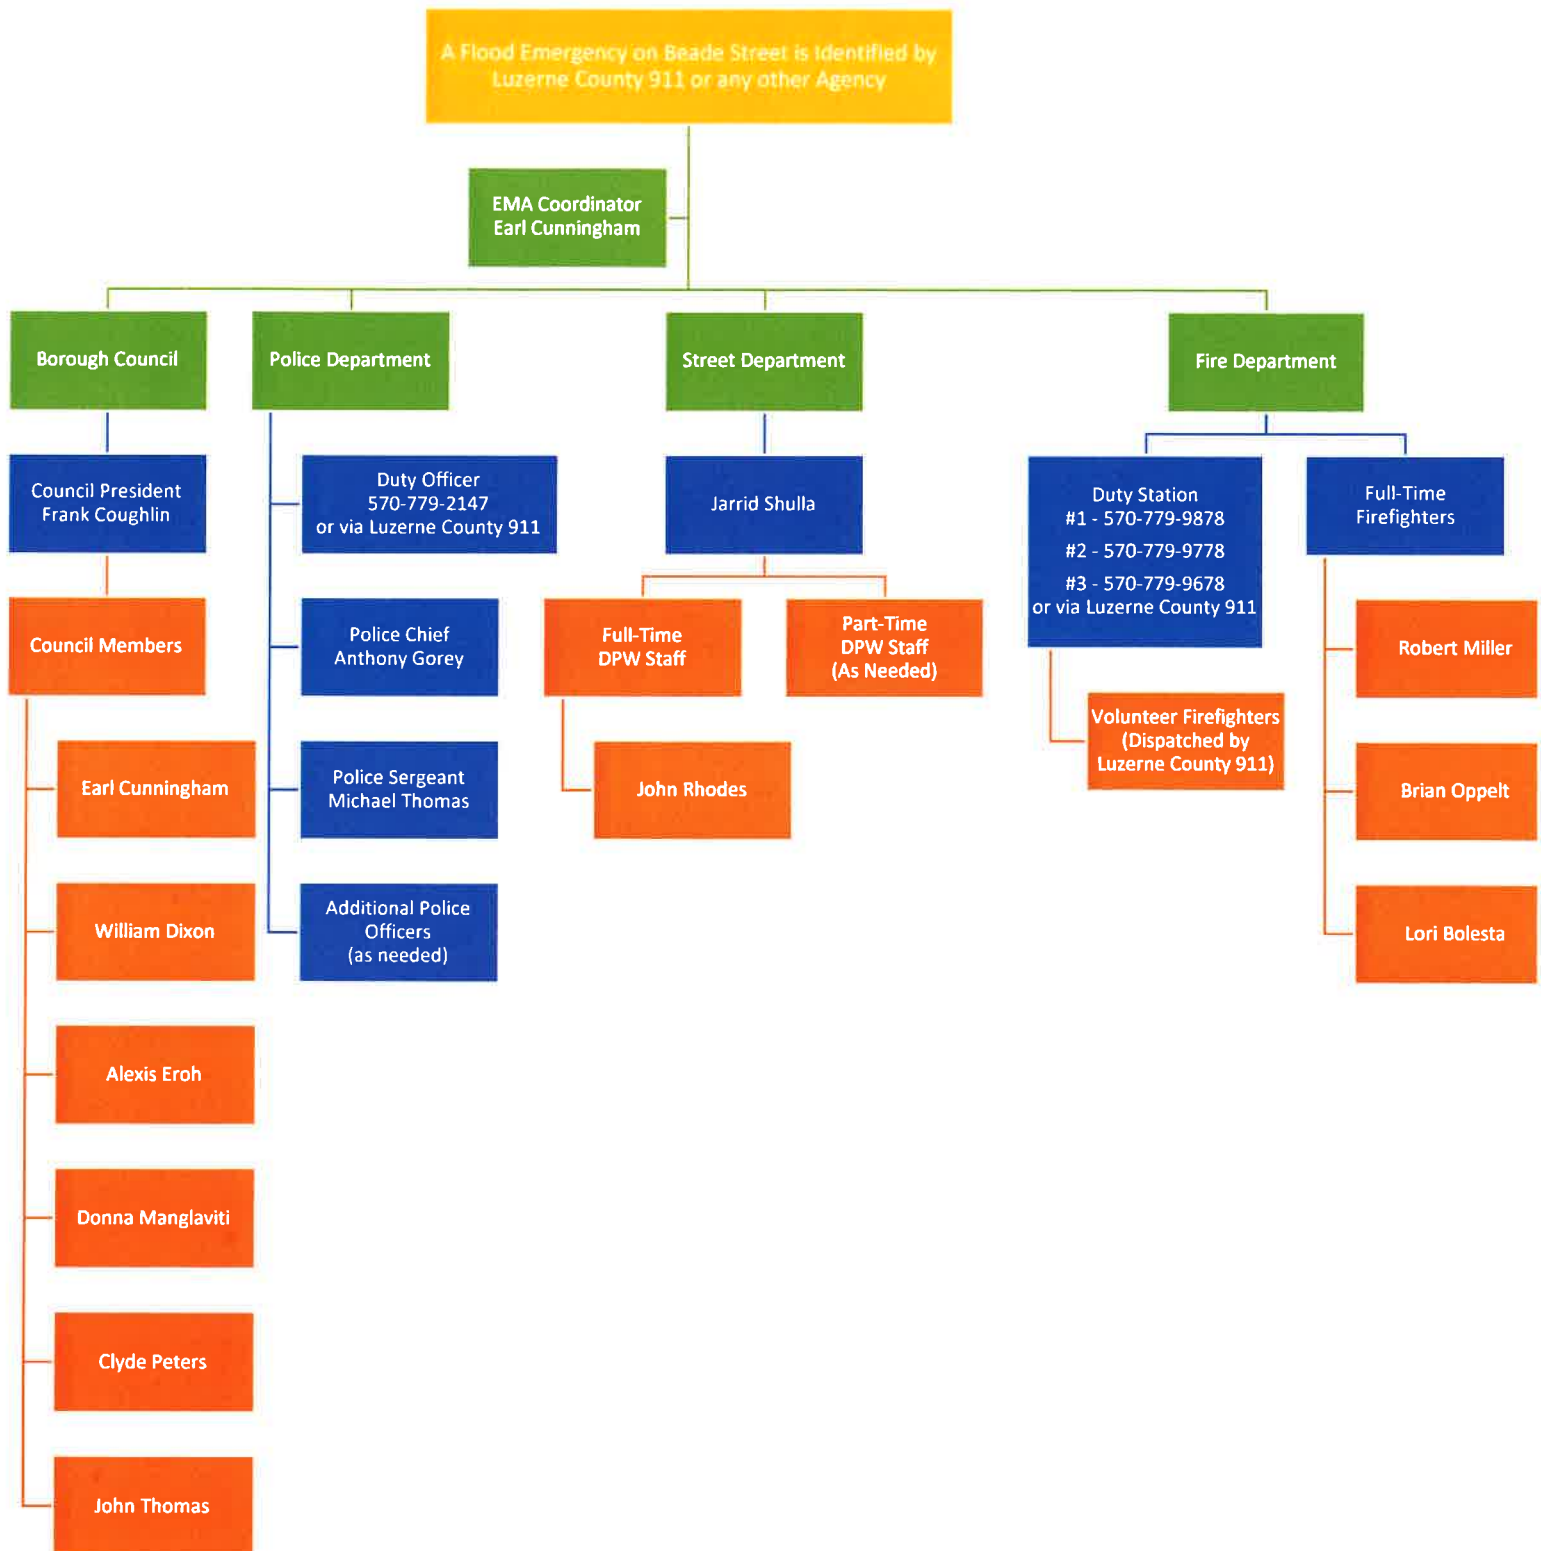 A Flood Emergency on Beade Street is Identified by
Luzerne County 911 or any other Agency
EMA Coordinator
Earl Cunningham
Borough Council
Police Department
Street Department
Fire Department
Council President
Frank Coughlin
Duty Officer
570-779-2147
or via Luzerne County 911
Jarrid Shulla
Duty Station
#1 - 570-779-9878
#2 - 570-779-9778
#3 - 570-779-9678
or via Luzerne County 911
Full-Time
Firefighters
Council Members
Police Chief
Anthony Gorey
Full-Time
DPW Staff
Part-Time
DPW Staff
(As Needed)
Robert Miller
Volunteer Firefighters
(Dispatched by
Luzerne County 911)
Earl Cunningham
Police Sergeant
Michael Thomas
John Rhodes
Brian Oppelt
William Dixon
Additional Police
Officers
(as needed)
Lori Bolesta
Alexis Eroh
Donna Manglaviti
Clyde Peters
John Thomas